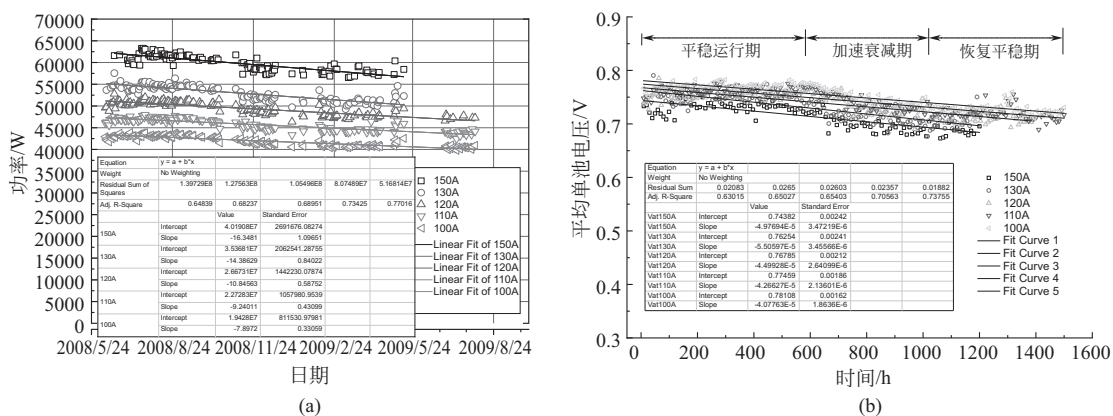 70000
65000
60000
55000
50000
45000
40000
35000
30000
25000
20000
15000
10000
5000
0
功率/W
2008/5/24 2008/8/24 2008/11/24 2009/2/24 2009/5/24 2009/8/24
日期
(a)
Equation y = a + b*x
Weight No Weighting
Residual Sum of Squares 1.39729E8 1.27563E8 1.05496E8 8.07489E7 5.16814E7
Adj. R-Square 0.64839 0.68237 0.68951 0.73425 0.77016
Value Standard Error
150A Intercept 4.01908E7 2691676.08274
Slope -16.3481 1.09651
130A Intercept 3.53681E7 2062541.28755
Slope -14.38629 0.84022
120A Intercept 2.66731E7 1442230.07874
Slope -10.84563 0.58752
110A Intercept 2.27283E7 1057980.9539
Slope -9.24011 0.43099
100A Intercept 1.9428E7 811530.97981
Slope -7.8972 0.33059
150A
130A
120A
110A
100A
Linear Fit of 150A
Linear Fit of 130A
Linear Fit of 120A
Linear Fit of 110A
Linear Fit of 100A
0.9
0.8
0.7
0.6
0.5
0.4
0.3
平均单池电压/V
平稳运行期 加速衰减期 恢复平稳期
Equation y = a + b*x
Weight No Weighting
Residual Sum 0.02083 0.0265 0.02603 0.02357 0.01882
Adj. R-Square 0.63015 0.65027 0.65403 0.70563 0.73755
Value Standard Error
Vat150A Intercept 0.74382 0.00242
Vat150A Slope -4.97694E-5 3.47219E-6
Vat130A Intercept 0.76254 0.00241
Vat130A Slope -5.50597E-5 3.45566E-6
Vat120A Intercept 0.76785 0.00212
Vat120A Slope -4.49928E-5 2.64099E-6
Vat110A Intercept 0.77459 0.00186
Vat110A Slope -4.26627E-5 2.13601E-6
Vat100A Intercept 0.78108 0.00162
Vat100A Slope -4.07763E-5 1.8636E-6
150A
130A
120A
110A
100A
Fit Curve 1
Fit Curve 2
Fit Curve 3
Fit Curve 4
Fit Curve 5
0 200 400 600 800 1000 1200 1400 1600
时间/h
(b)